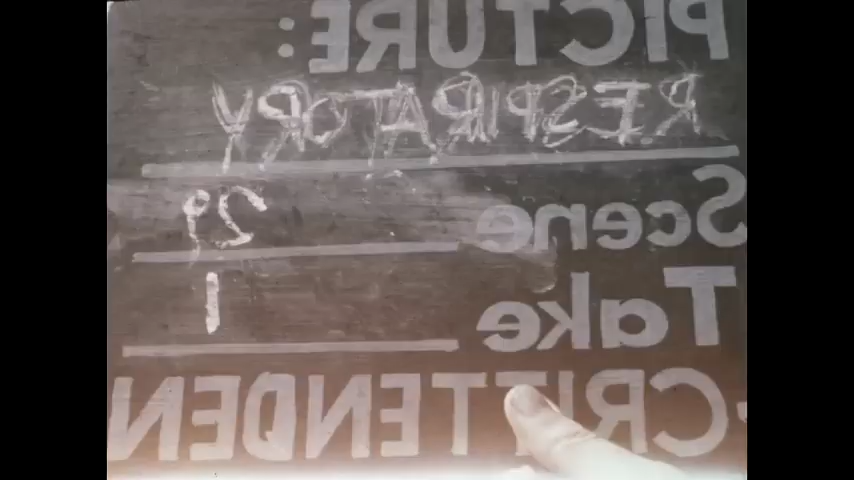 PICTURE:
RESPIRATORY
Scene 29
Take 1
CRITTENDEN